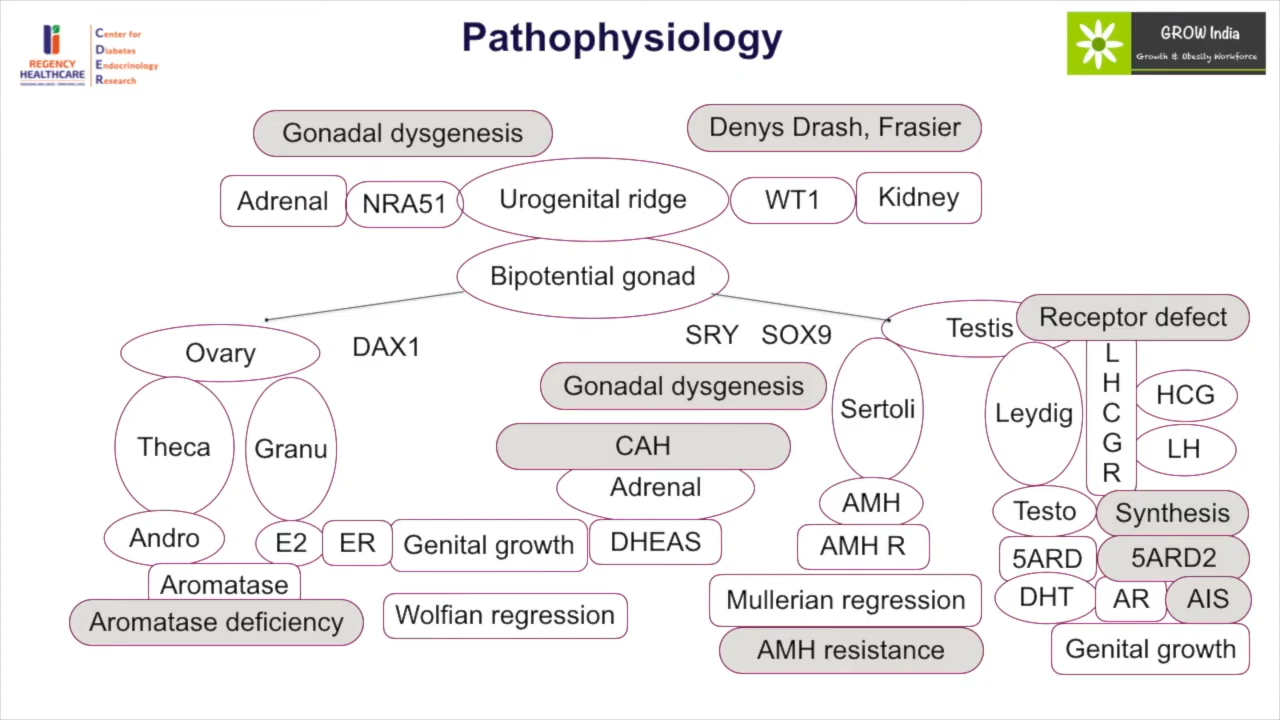 Pathophysiology
REGENCY
HEALTHCARE
Center for
Diabetes
Endocrinology
Research
GROW India
Growth & Obesity Workforce
Gonadal dysgenesis
Denys Drash, Frasier
Adrenal
NRA51
Urogenital ridge
WT1
Kidney
Bipotential gonad
Ovary
DAX1
SRY
SOX9
Testis
Receptor defect
Gonadal dysgenesis
Theca
Granu
CAH
Adrenal
Sertoli
Leydig
L
H
C
G
R
HCG
LH
Andro
E2
ER
Genital growth
DHEAS
AMH
AMH R
Testo
Synthesis
5ARD
5ARD2
DHT
AR
AIS
Aromatase
Aromatase deficiency
Wolfian regression
Mullerian regression
AMH resistance
Genital growth